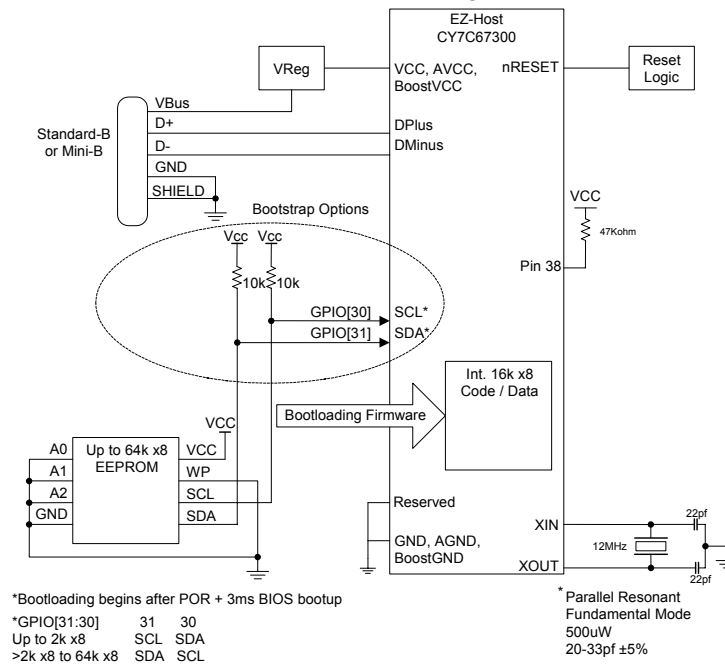 EZ-Host
CY7C67300
VReg
VCC, AVCC,
BoostVCC
nRESET
Reset
Logic
VBus
D+
D-
GND
SHIELD
Standard-B
or Mini-B
DPlus
DMinus
VCC
47Kohm
Pin 38
Bootstrap Options
Vcc Vcc
10k 10k
GPIO[30] SCL*
GPIO[31] SDA*
Int. 16k x8
Code / Data
Bootloading Firmware
VCC
A0
A1
A2
GND
Up to 64k x8
EEPROM
VCC
WP
SCL
SDA
Reserved
GND, AGND,
BoostGND
XIN
XOUT
22pf
12MHz
22pf
*Bootloading begins after POR + 3ms BIOS bootup
*GPIO[31:30] 31 30
Up to 2k x8 SCL SDA
>2k x8 to 64k x8 SDA SCL
* Parallel Resonant
Fundamental Mode
500uW
20-33pf ±5%